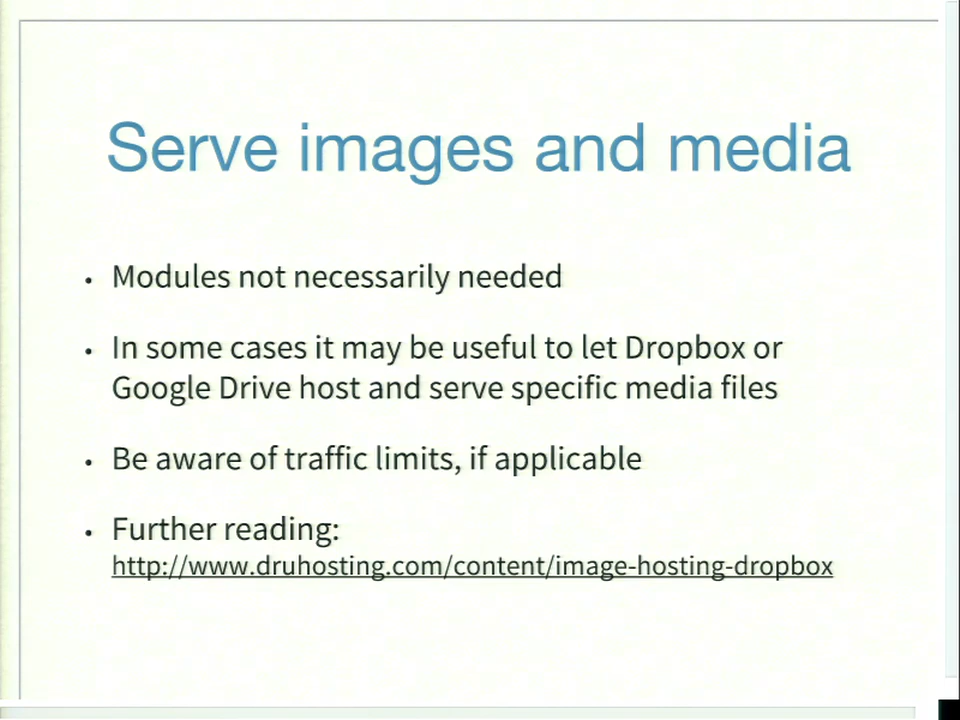 Serve images and media
• Modules not necessarily needed
• In some cases it may be useful to let Dropbox or
Google Drive host and serve specific media files
• Be aware of traffic limits, if applicable
• Further reading:
http://www.druhosting.com/content/image-hosting-dropbox